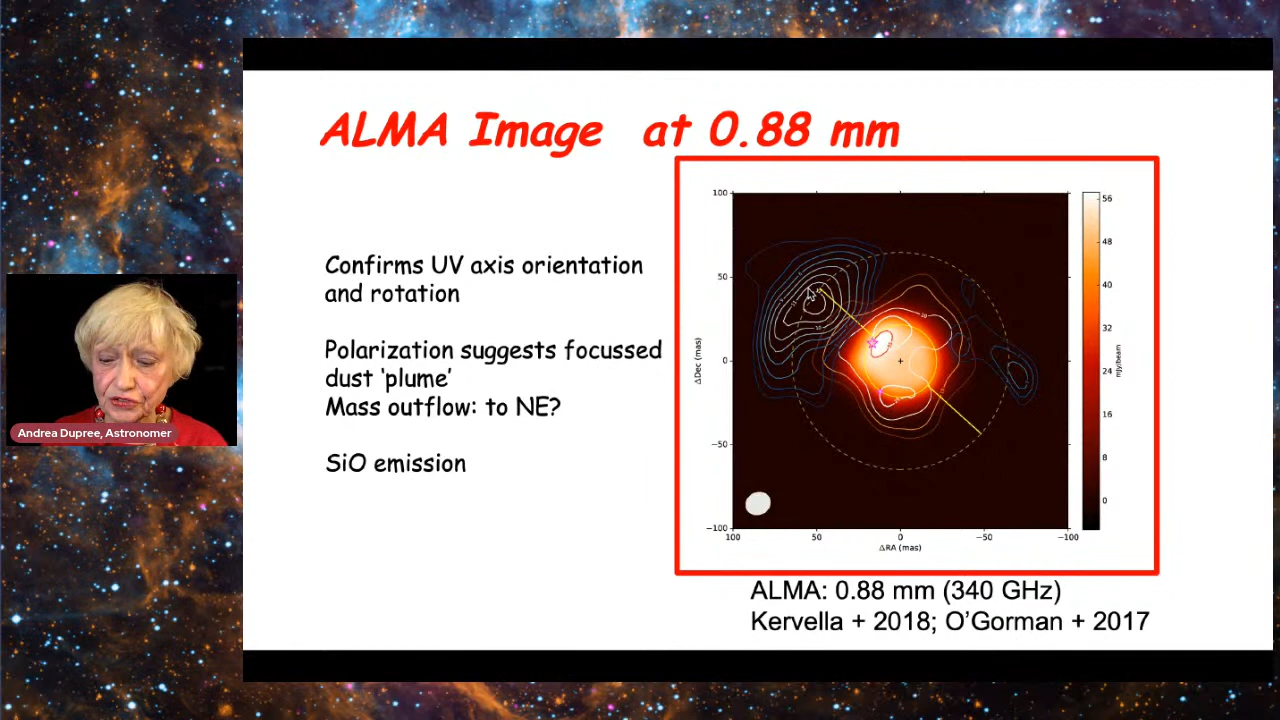 ALMA Image at 0.88 mm
Confirms UV axis orientation
and rotation
Polarization suggests focussed
dust ‘plume’
Mass outflow: to NE?
SiO emission
Andrea Dupree, Astronomer
100
50
0
−50
−100
ΔDec (mas)
100
50
0
−50
−100
ΔRA (mas)
56
48
40
32
24
16
8
0
mJy/beam
ALMA: 0.88 mm (340 GHz)
Kervella + 2018; O’Gorman + 2017